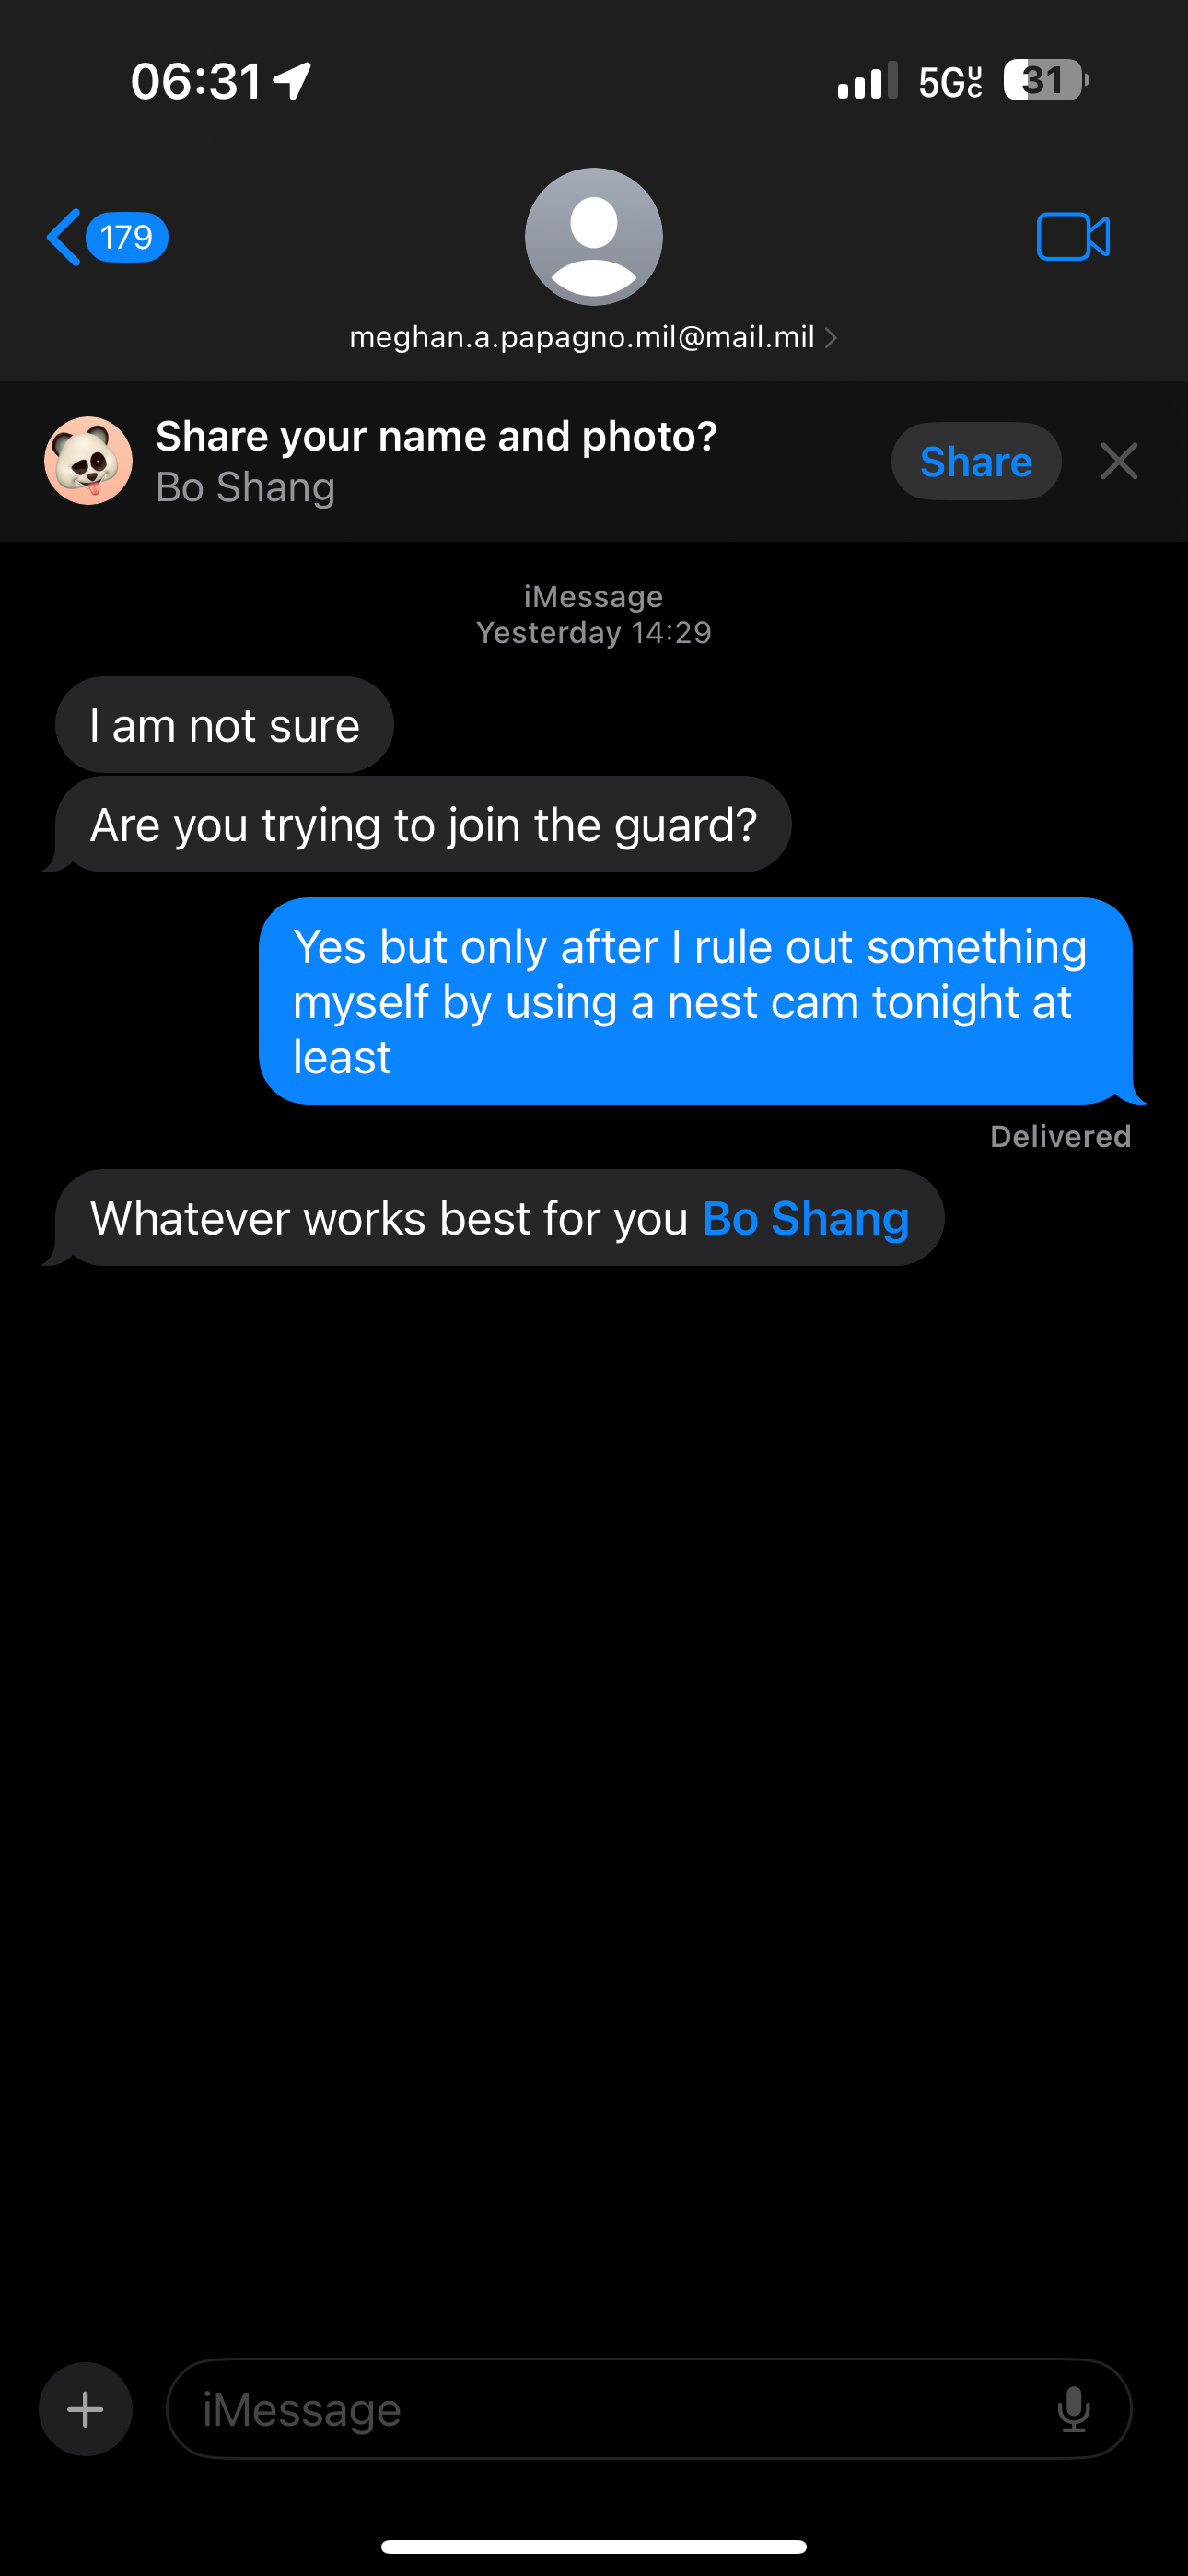 06:31
5GUC
31
179
meghan.a.papagno.mil@mail.mil
Share your name and photo?
Bo Shang
Share
iMessage
Yesterday 14:29
I am not sure
Are you trying to join the guard?
Yes but only after I rule out something
myself by using a nest cam tonight at
least
Delivered
Whatever works best for you Bo Shang
iMessage